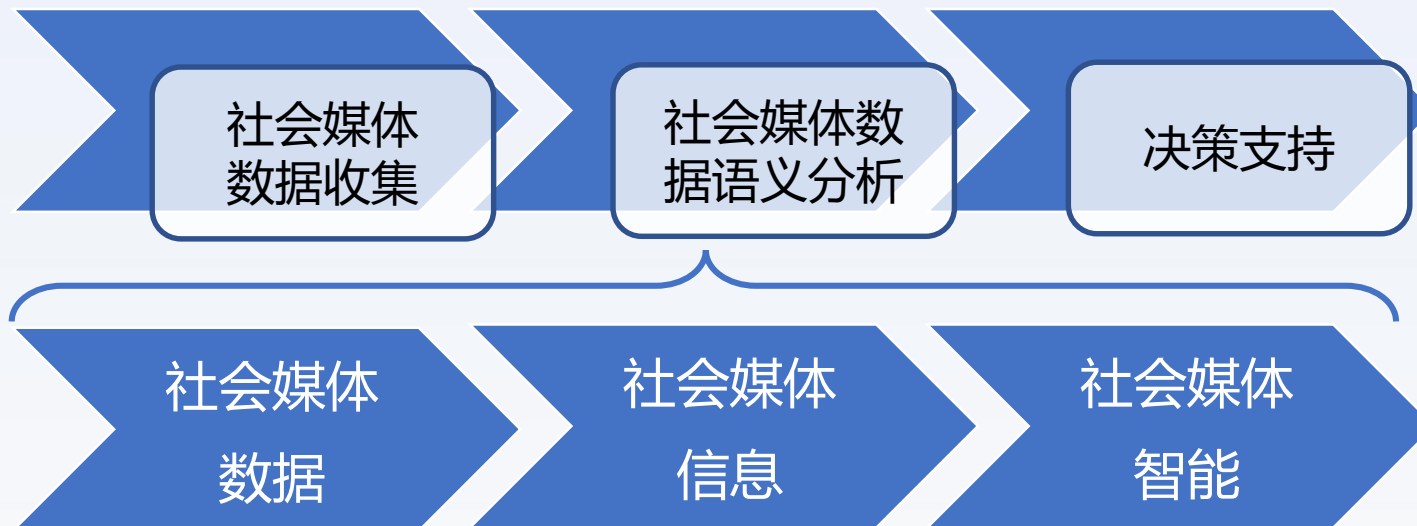 社会媒体
数据收集
社会媒体数
据语义分析
决策支持
社会媒体
数据
社会媒体
信息
社会媒体
智能